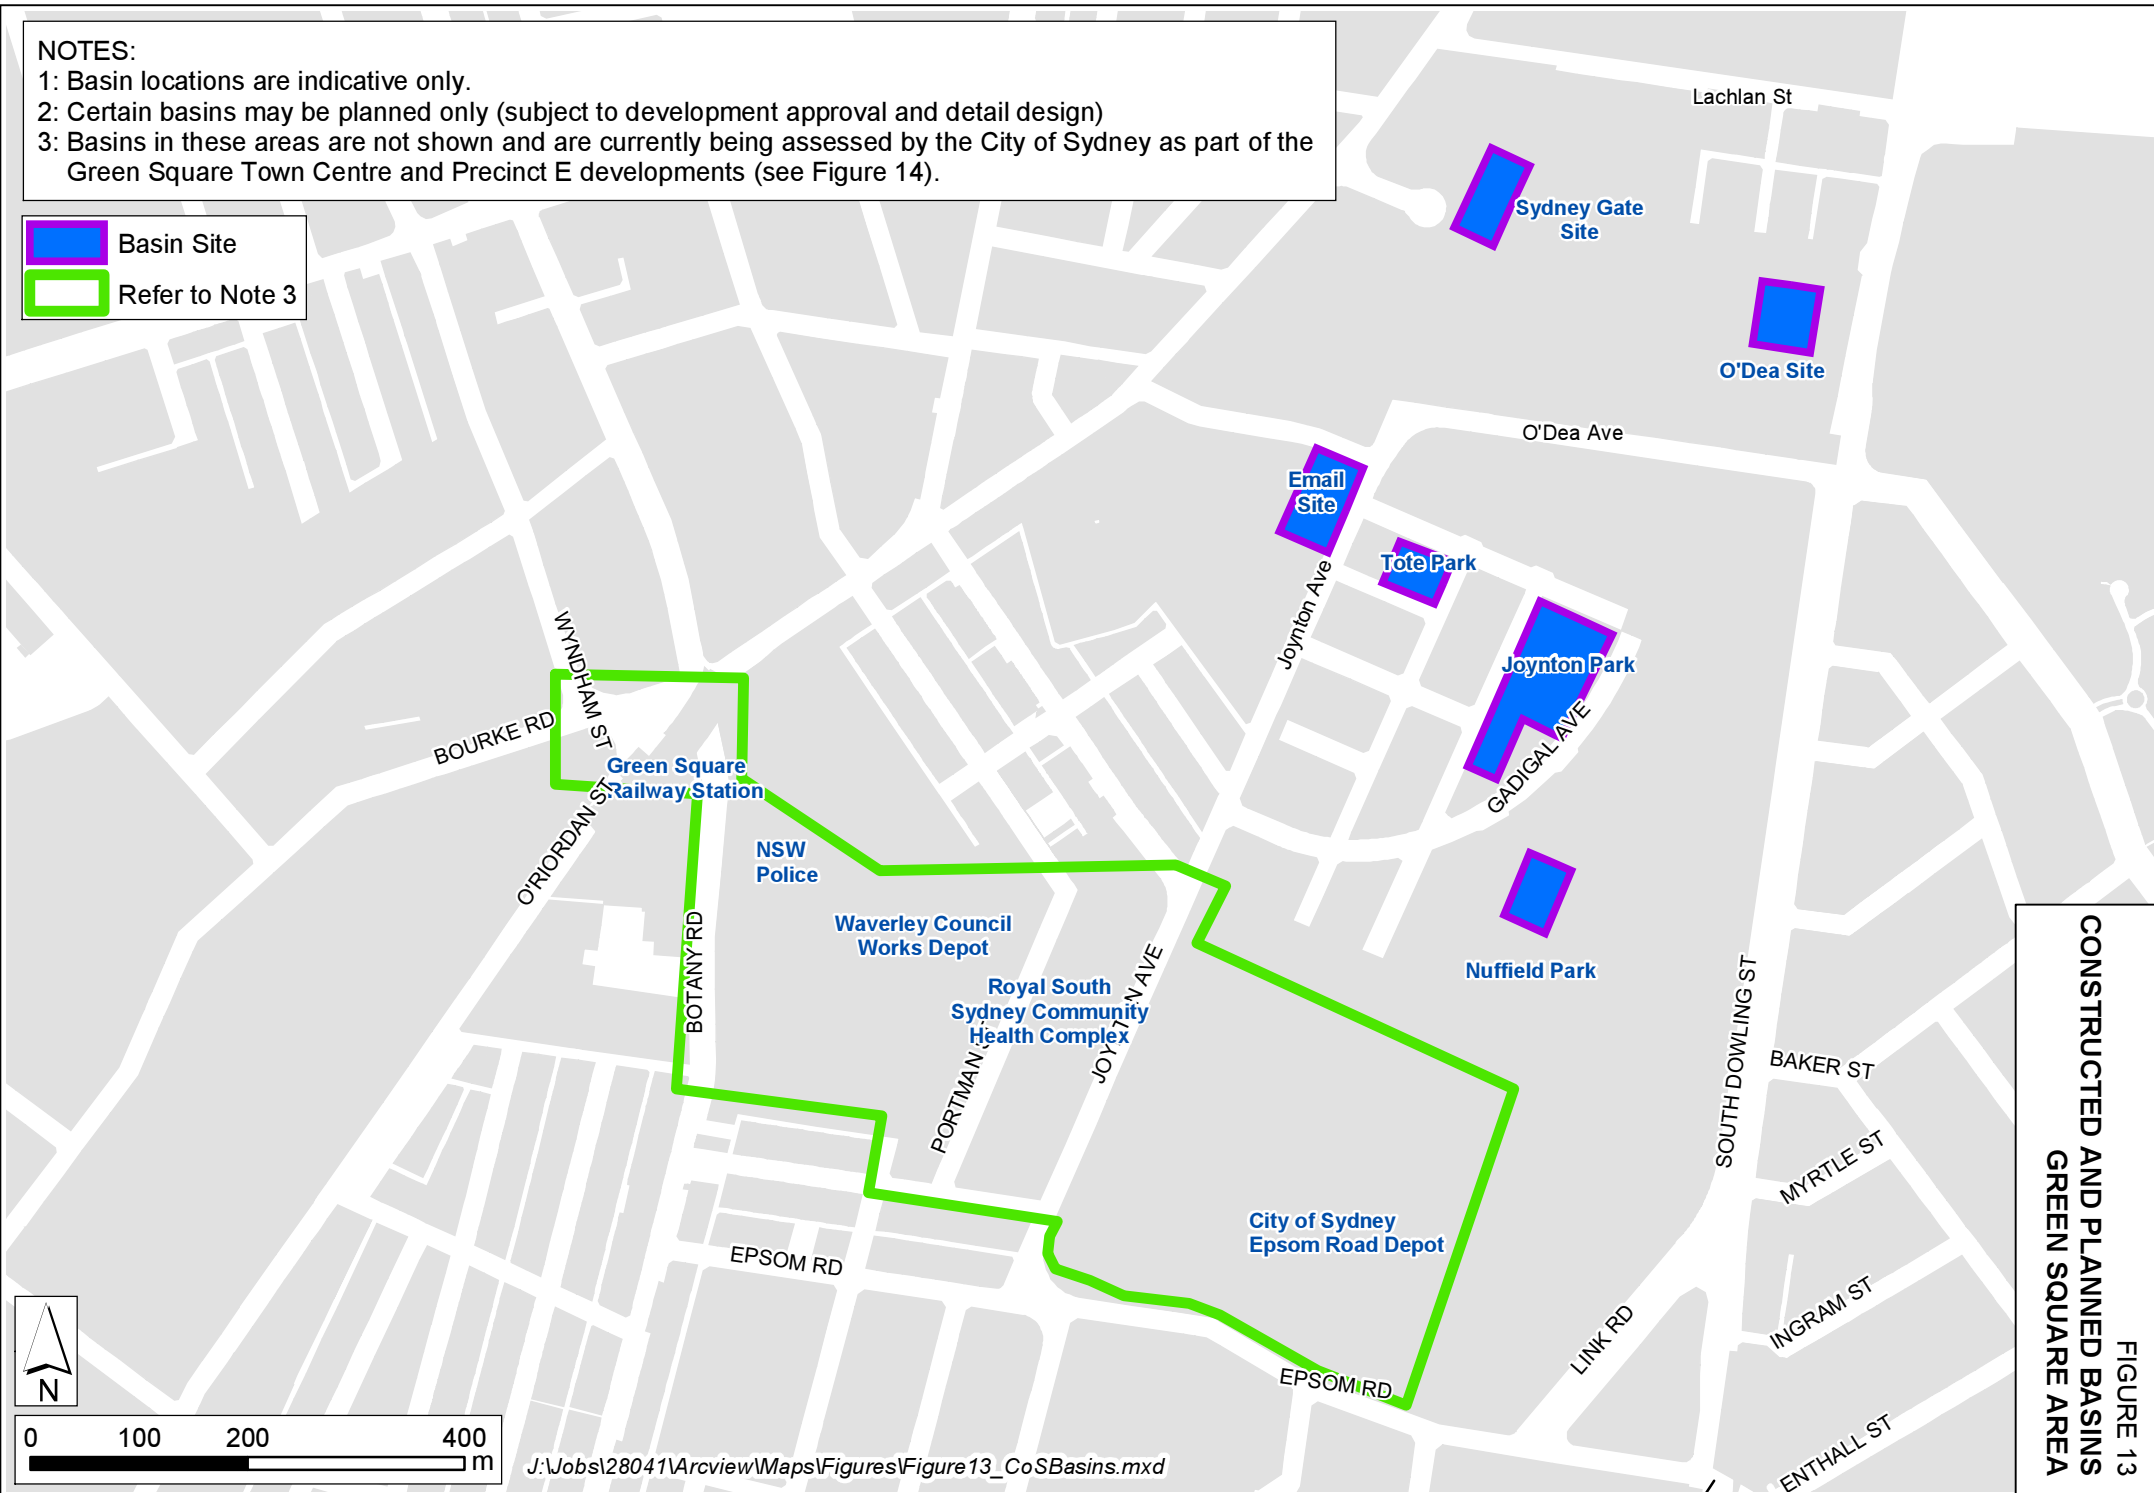 NOTES:
1: Basin locations are indicative only.
2: Certain basins may be planned only (subject to development approval and detail design)
3: Basins in these areas are not shown and are currently being assessed by the City of Sydney as part of the
Green Square Town Centre and Precinct E developments (see Figure 14).
Basin Site
Refer to Note 3
Lachlan St
Sydney Gate
Site
O'Dea Site
O'Dea Ave
Email
Site
Tote Park
Joynton Ave
Joynton Park
GADIGAL AVE
WYNDHAM ST
BOURKE RD
Green Square
Railway Station
O'RIORDAN ST
NSW
Police
BOTANY RD
Waverley Council
Works Depot
Royal South
Sydney Community
Health Complex
PORTMAN
JOYNTON AVE
Nuffield Park
SOUTH DOWLING ST
BAKER ST
MYRTLE ST
City of Sydney
Epsom Road Depot
EPSOM RD
INGRAM ST
LINK RD
EPSOM RD
ENTHALL ST
N
0 100 200 400
m
J:\Jobs\28041\Arcview\Maps\Figures\Figure13_CoSBasins.mxd
FIGURE 13
CONSTRUCTED AND PLANNED BASINS
GREEN SQUARE AREA